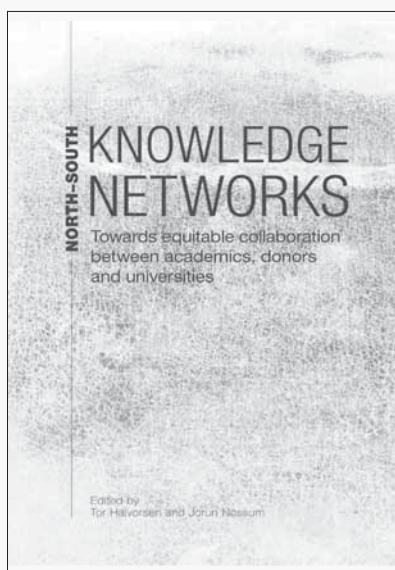 NORTH–SOUTH
KNOWLEDGE
NETWORKS
Towards equitable collaboration
between academics, donors
and universities
Edited by
Tor Halvorsen and Jorun Nossum